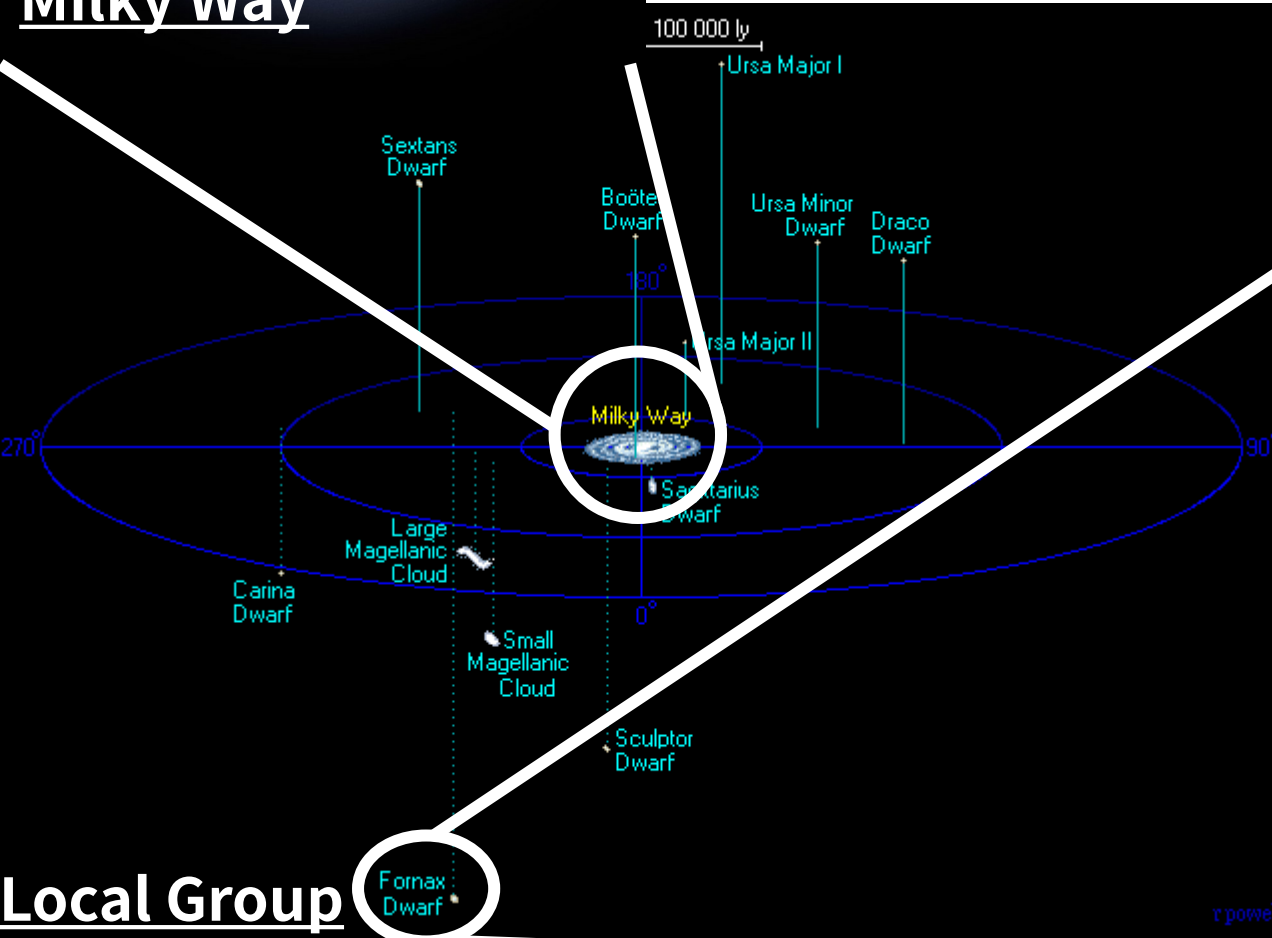 Milky Way
100 000 ly
Ursa Major I
Sextans
Dwarf
Boöte
Dwarf
Ursa Minor
Dwarf
Draco
Dwarf
180°
rsa Major II
Milky Way
270°
90
Sagittarius
Dwarf
Large
Magellanic
Cloud
Carina
Dwarf
0°
Small
Magellanic
Cloud
Sculptor
Dwarf
Fornax
Dwarf
Local Group
r powe